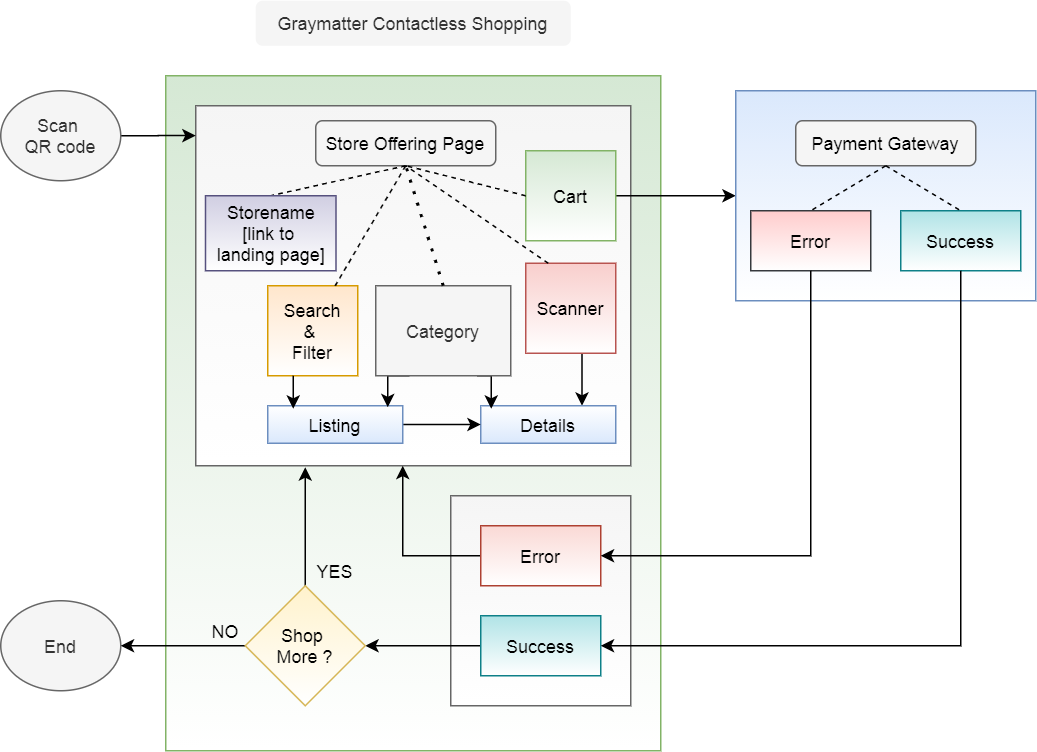 Graymatter Contactless Shopping
Scan
QR code
Store Offering Page
Payment Gateway
Cart
Storename
[link to
landing page]
Error
Success
Search
&
Filter
Category
Scanner
Listing
Details
Error
YES
NO
Shop
More ?
Success
End